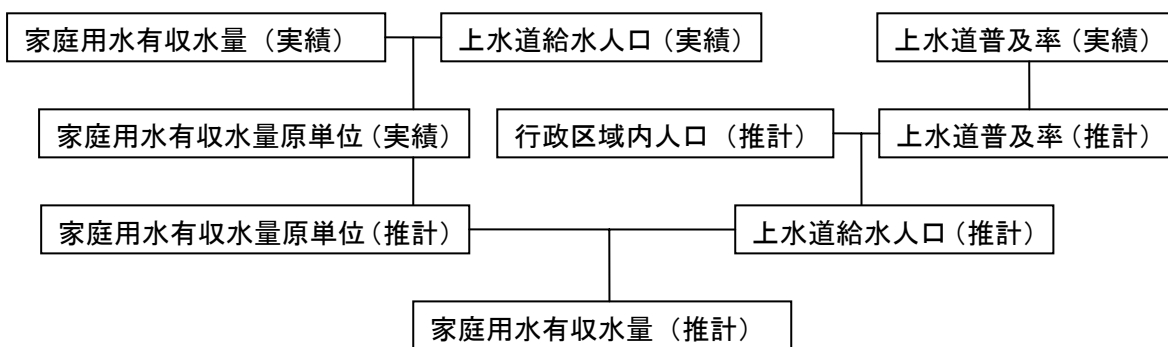 家庭用水有収水量（実績）
上水道給水人口（実績）
上水道普及率（実績）
家庭用水有収水量原単位（実績）
行政区域内人口（推計）
上水道普及率（推計）
家庭用水有収水量原単位（推計）
上水道給水人口（推計）
家庭用水有収水量（推計）